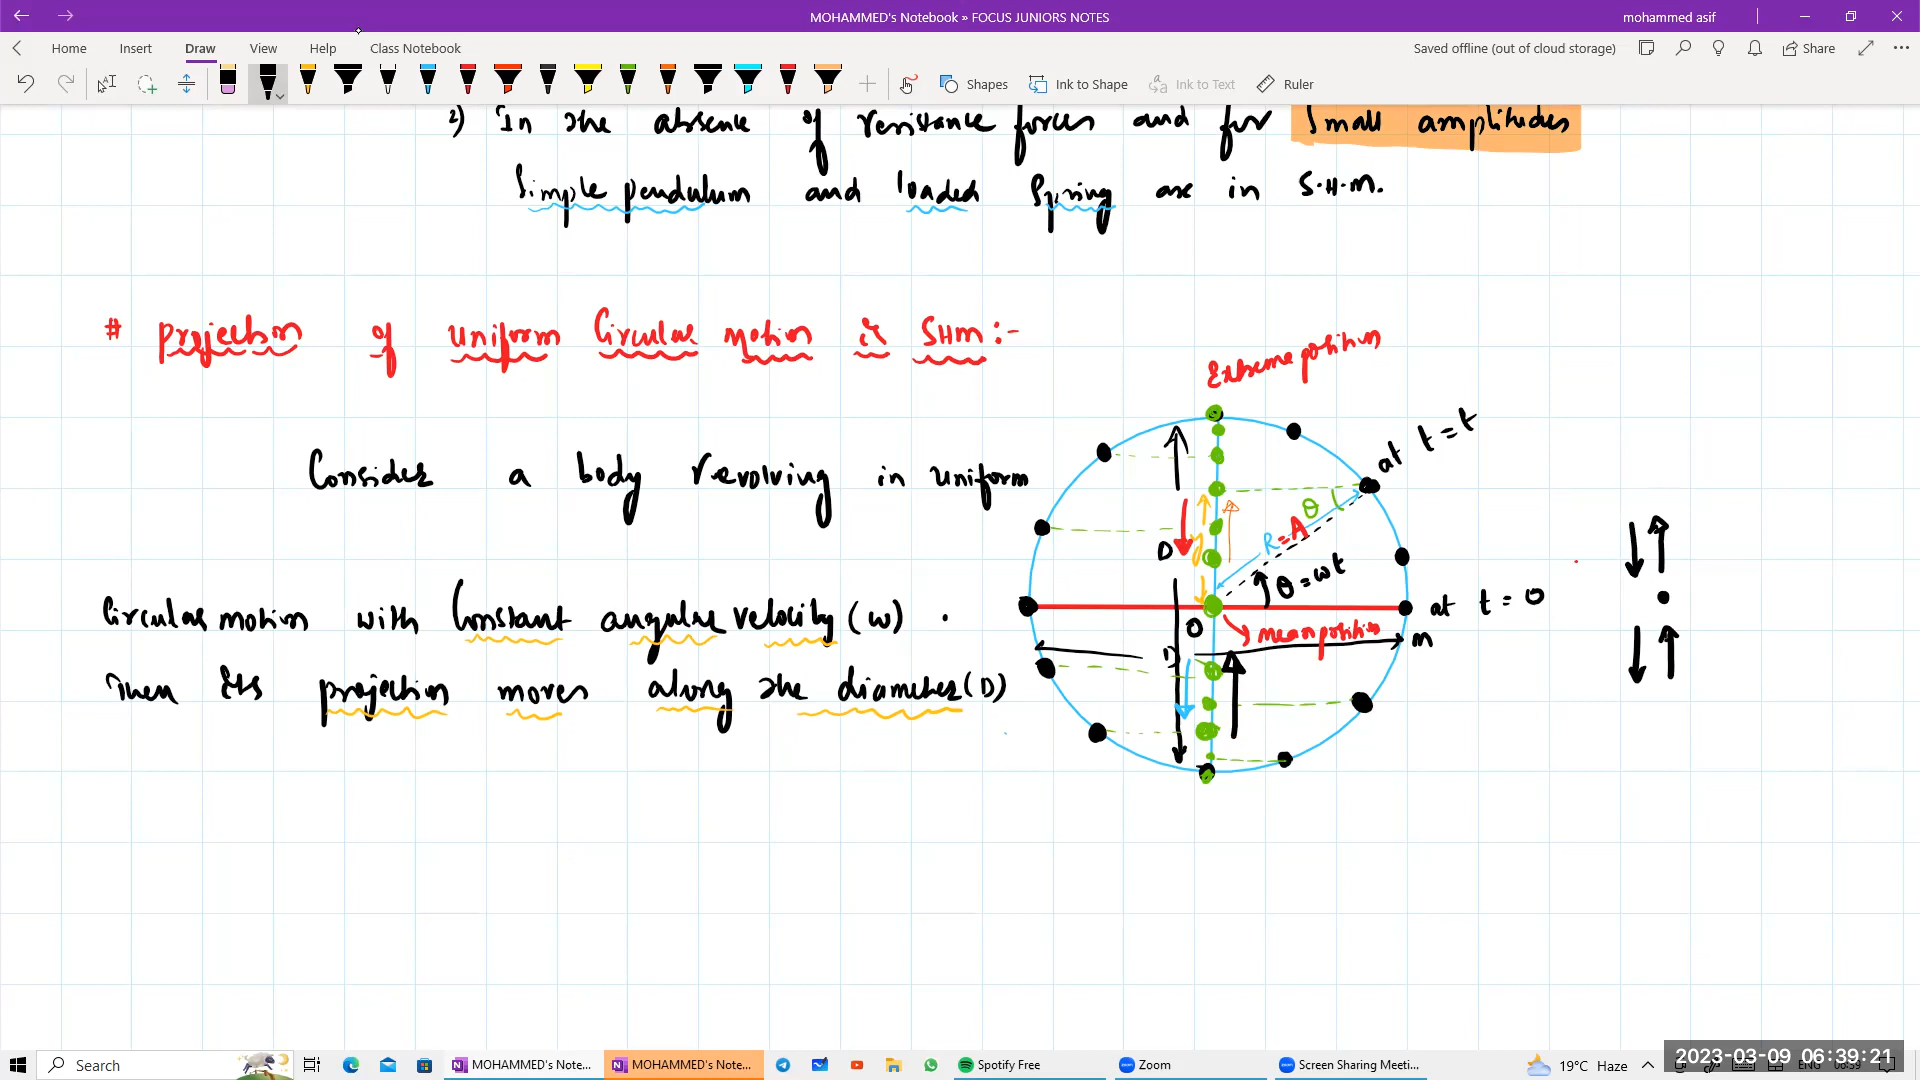 MOHAMMED's Notebook » FOCUS JUNIORS NOTES
mohammed asif
Home Insert Draw View Help Class Notebook
Saved offline (out of cloud storage)
Share
Shapes
Ink to Shape
Ink to Text
Ruler
2) In the absence of resistance forces and for Small amplitudes
Simple pendulum and loaded Spring are in S.H.M.
# Projection of uniform Circular motion is SHM:-
Extreme position
at t=t
Consider a body revolving in uniform
θ
R=A
D
y
θ=ωt
Circular motion with Constant angular velocity (ω).
O
mean position
at t=0
m
D
Then its projection moves along the diameter (D)
Search
MOHAMMED's Note...
MOHAMMED's Note...
Spotify Free
Zoom
Screen Sharing Meeti...
19°C Haze
ENG
06:39
2023-03-09 06:39:21